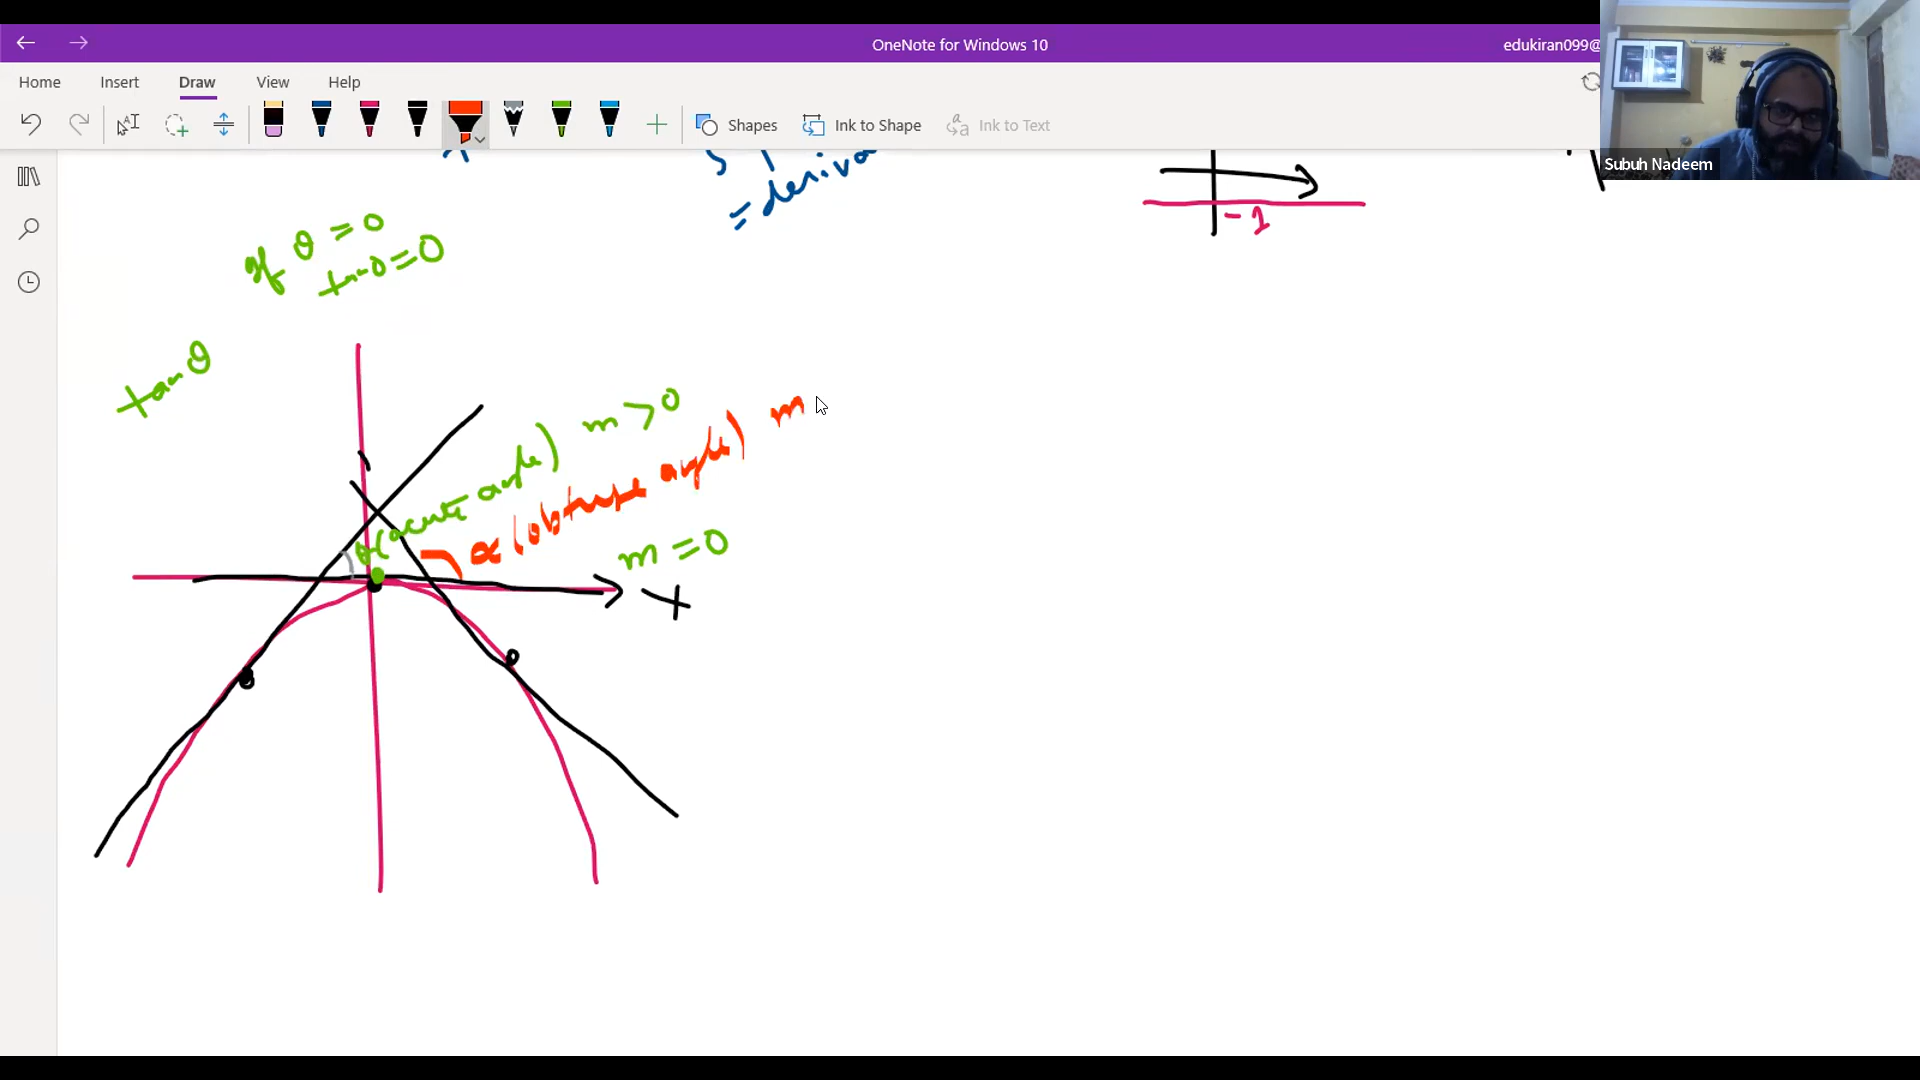 OneNote for Windows 10
edukiran099@
Home Insert Draw View Help
Shapes Ink to Shape Ink to Text
Subuh Nadeem
= deriva
-1
if θ = 0
tan 0 = 0
tan θ
θ (acute angle) m > 0
α (obtuse angle) m
m = 0
x